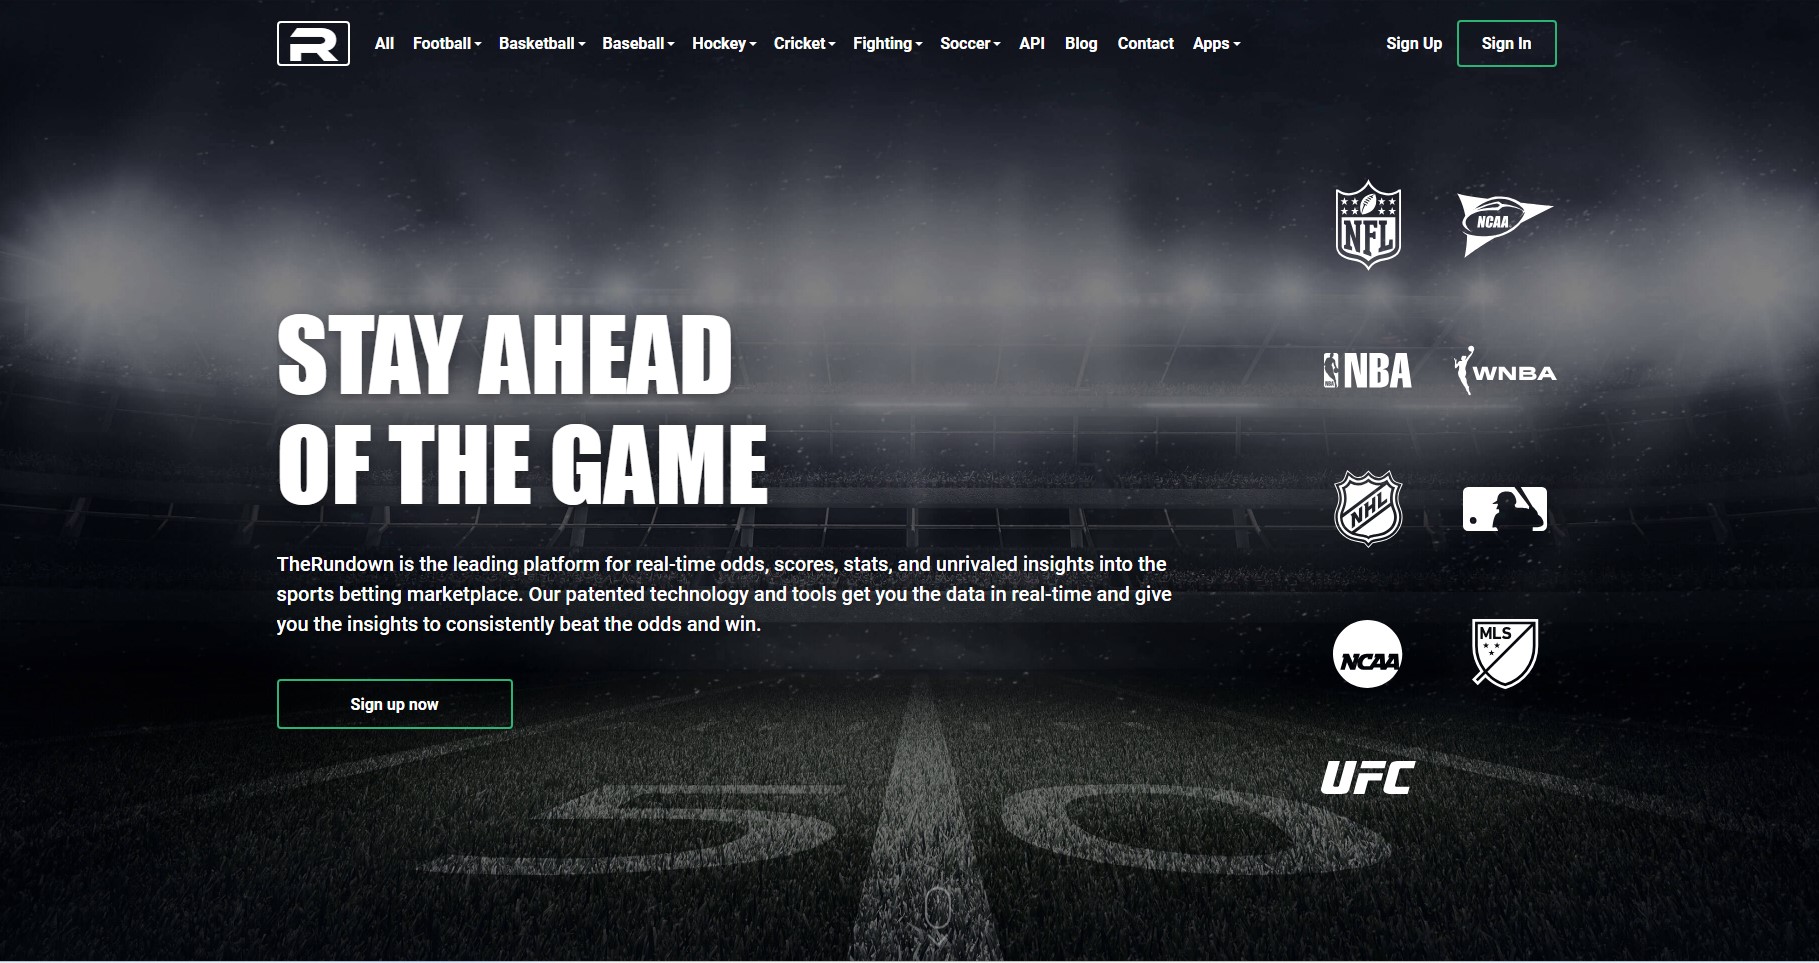 R
All Football Basketball Baseball Hockey Cricket Fighting Soccer API Blog Contact Apps Sign Up Sign In
NFL
NCAA
STAY AHEAD
OF THE GAME
NBA
WNBA
NHL
TheRundown is the leading platform for real-time odds, scores, stats, and unrivaled insights into the
sports betting marketplace. Our patented technology and tools get you the data in real-time and give
you the insights to consistently beat the odds and win.
NCAA
MLS
Sign up now
UFC
5 0